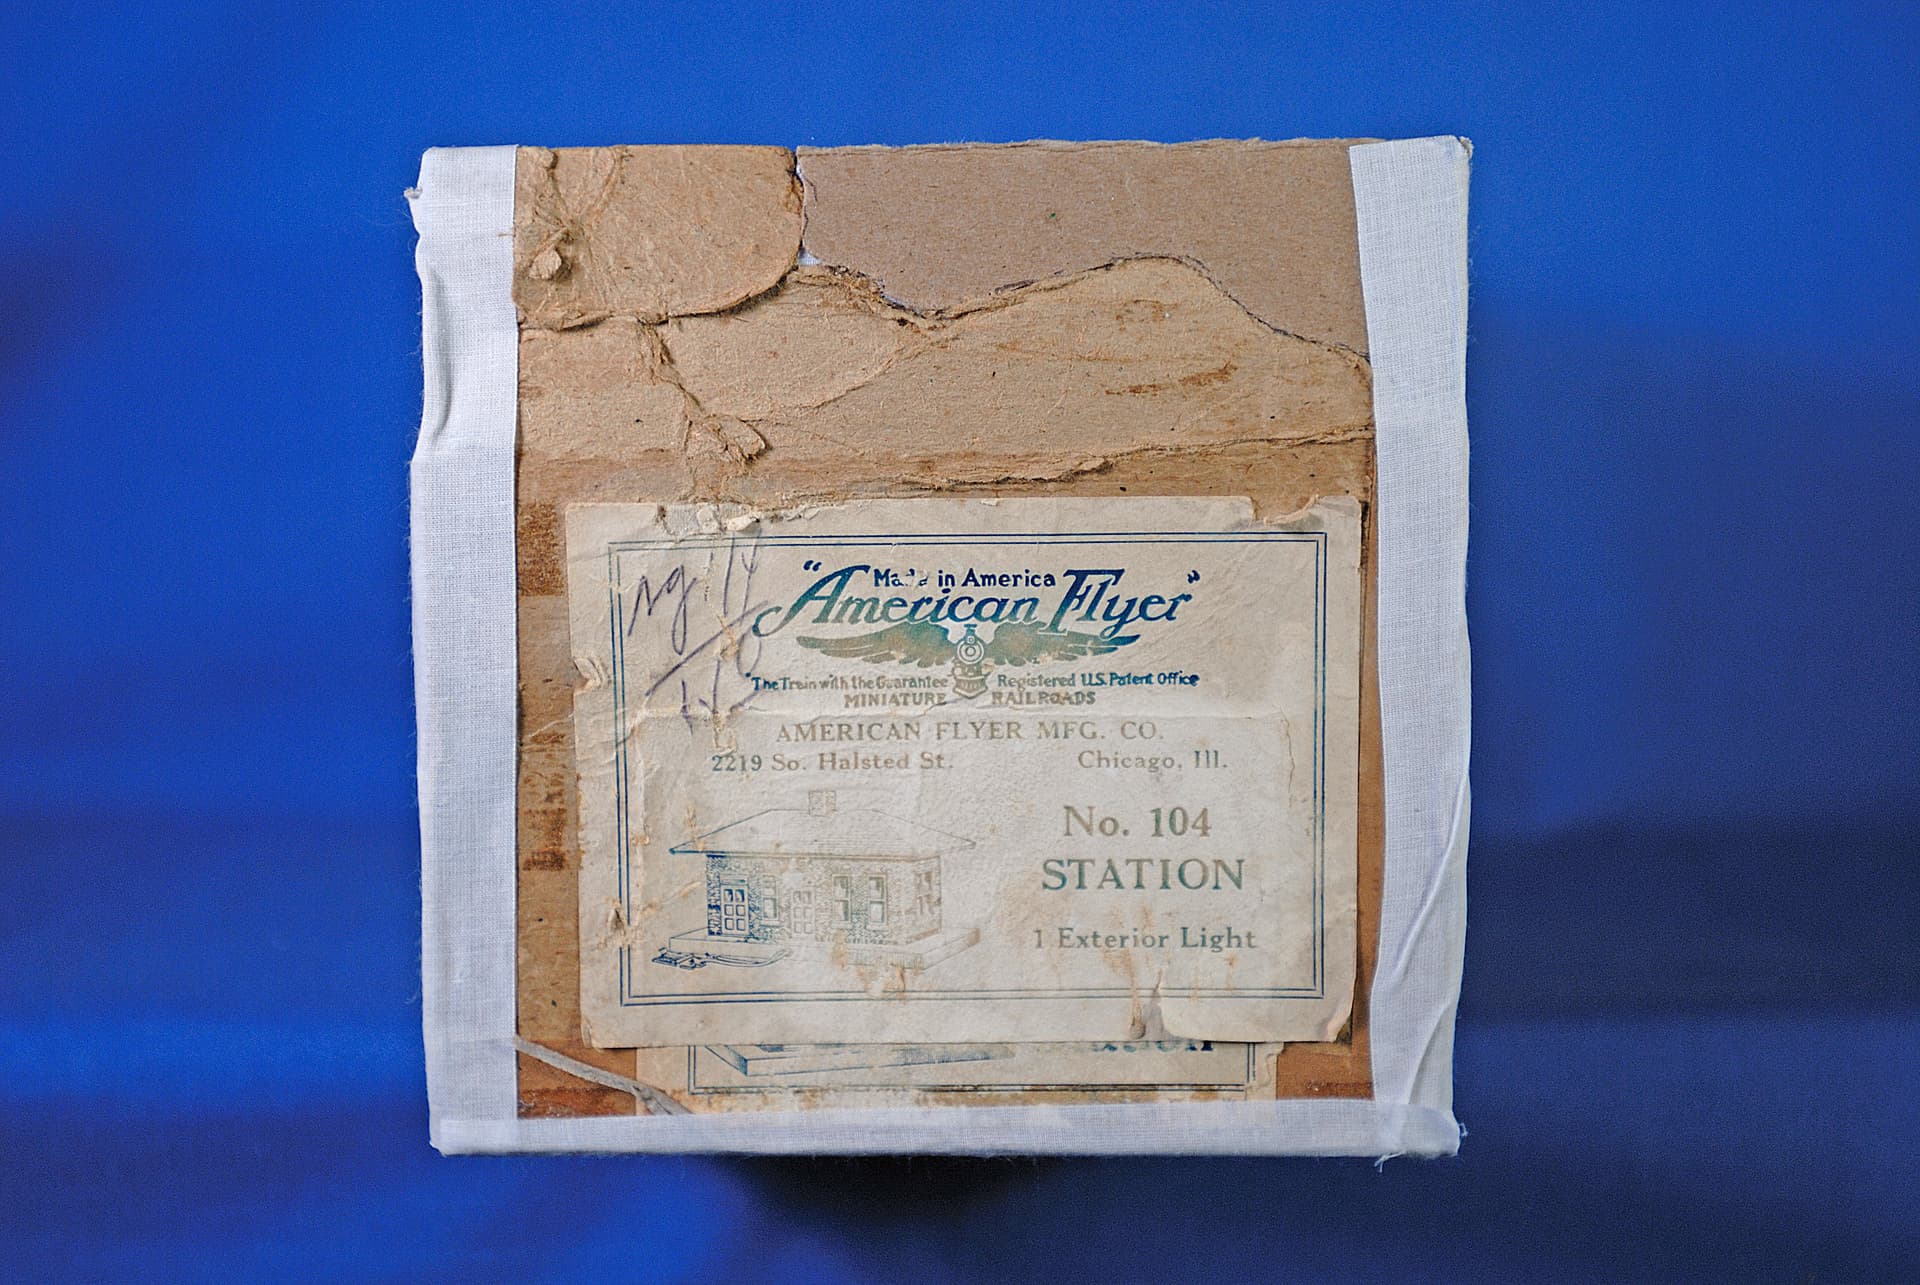 Made in America
"American Flyer"
The Train with the Guarantee Registered U.S. Patent Office
MINIATURE RAILROADS
AMERICAN FLYER MFG. CO.
2219 So. Halsted St. Chicago, Ill.
No. 104
STATION
1 Exterior Light